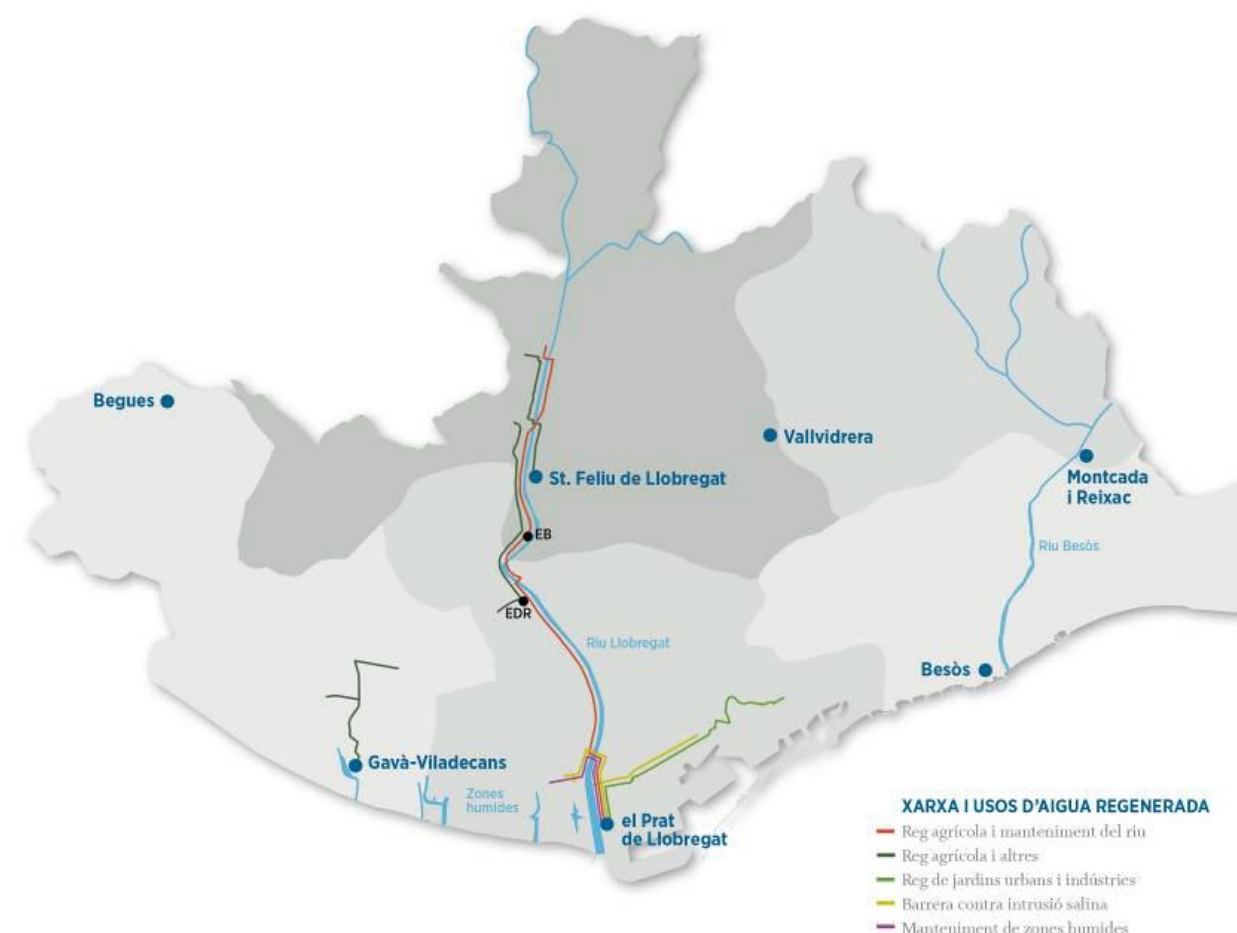 Begues
Vallvidrera
St. Feliu de Llobregat
Montcada
i Reixac
EB
Riu Besòs
EDR
Riu Llobregat
Besòs
Gavà-Viladecans
Zones
humides
el Prat
de Llobregat
XARXA I USOS D'AIGUA REGENERADA
Reg agrícola i manteniment del riu
Reg agrícola i altres
Reg de jardins urbans i indústries
Barrera contra intrusió salina
Manteniment de zones humides